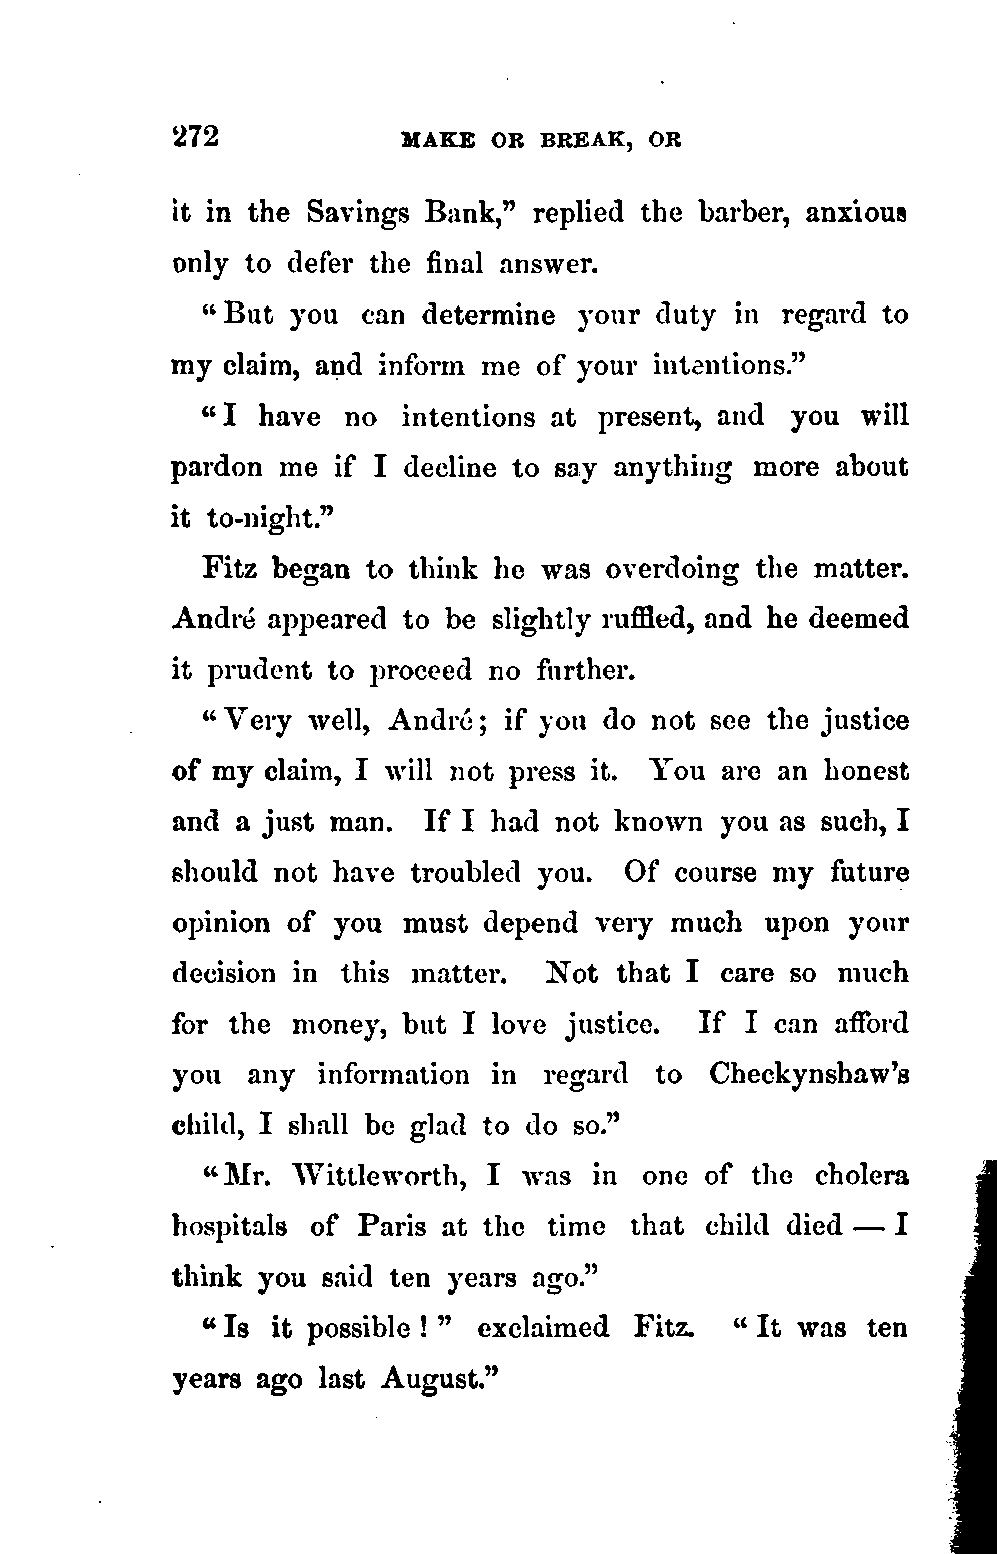 272 MAKE OR BREAK, OR
it in the Savings Bank,” replied the barber, anxious
only to defer the final answer.
“But you can determine your duty in regard to
my claim, and inform me of your intentions.”
“I have no intentions at present, and you will
pardon me if I decline to say anything more about
it to-night.”
Fitz began to think he was overdoing the matter.
André appeared to be slightly ruffled, and he deemed
it prudent to proceed no further.
“Very well, André; if you do not see the justice
of my claim, I will not press it. You are an honest
and a just man. If I had not known you as such, I
should not have troubled you. Of course my future
opinion of you must depend very much upon your
decision in this matter. Not that I care so much
for the money, but I love justice. If I can afford
you any information in regard to Checkynshaw’s
child, I shall be glad to do so.”
“Mr. Wittleworth, I was in one of the cholera
hospitals of Paris at the time that child died — I
think you said ten years ago.”
“Is it possible!” exclaimed Fitz. “It was ten
years ago last August.”